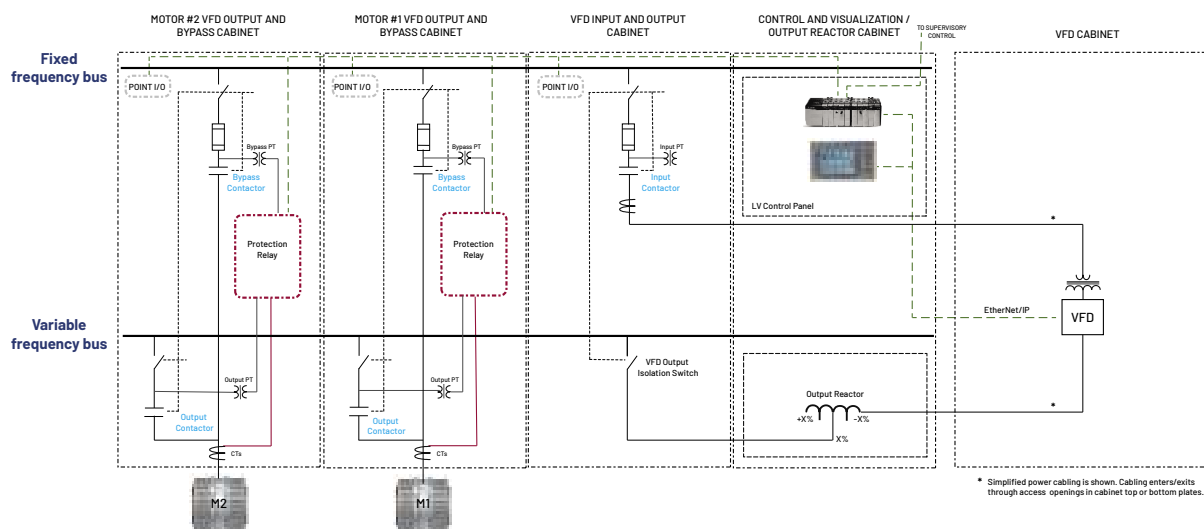 MOTOR #2 VFD OUTPUT AND
BYPASS CABINET
MOTOR #1 VFD OUTPUT AND
BYPASS CABINET
VFD INPUT AND OUTPUT
CABINET
CONTROL AND VISUALIZATION /
OUTPUT REACTOR CABINET
TO SUPERVISORY
CONTROL
VFD CABINET
Fixed
frequency bus
POINT I/O
POINT I/O
POINT I/O
Bypass PT
Bypass PT
Input PT
Bypass
Contactor
Bypass
Contactor
Input
Contactor
LV Control Panel
*
Protection
Relay
Protection
Relay
EtherNet/IP
VFD
Variable
frequency bus
VFD Output
Isolation Switch
Output PT
Output PT
Output Reactor
+X%
-X%
X%
*
Output
Contactor
Output
Contactor
CTs
CTs
M2
M1
* Simplified power cabling is shown. Cabling enters/exits
through access openings in cabinet top or bottom plates.